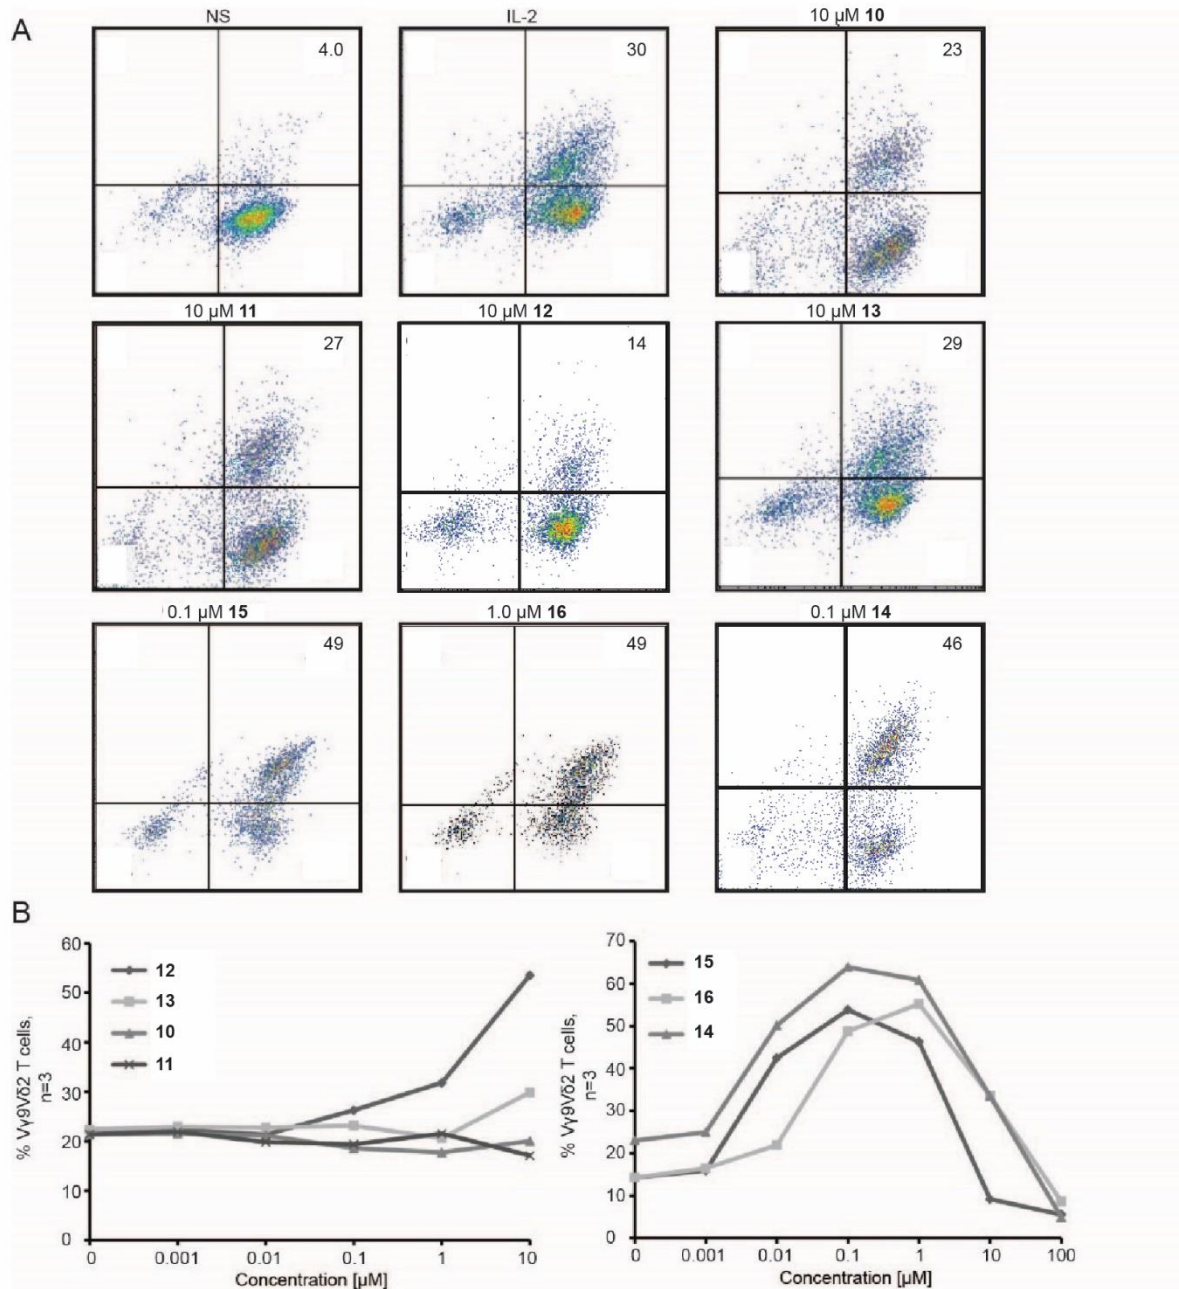 A
NS
IL-2
10 µM 10
4.0
30
23
10 µM 11
10 µM 12
10 µM 13
27
14
29
0.1 µM 15
1.0 µM 16
0.1 µM 14
49
49
46
B
60
50
40
30
20
10
0
% Vγ9Vδ2 T cells,
n=3
12
13
10
11
0
0.001
0.01
0.1
1
10
Concentration [µM]
70
60
50
40
30
20
10
0
% Vγ9Vδ2 T cells,
n=3
15
16
14
0
0.001
0.01
0.1
1
10
100
Concentration [µM]